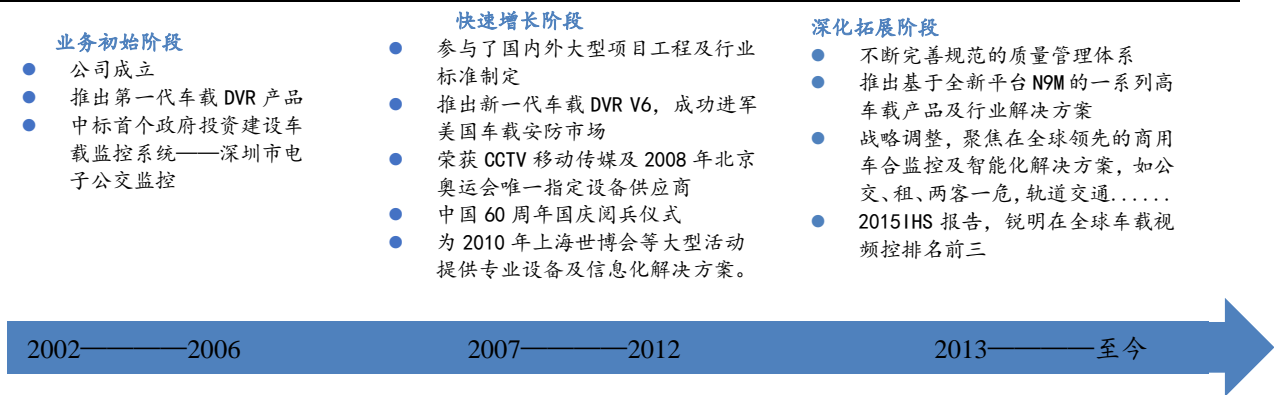 业务初始阶段
公司成立
推出第一代车载 DVR 产品
中标首个政府投资建设车
载监控系统——深圳市电
子公交监控
快速增长阶段
参与了国内外大型项目工程及行业
标准制定
推出新一代车载 DVR V6，成功进军
美国车载安防市场
荣获 CCTV 移动传媒及 2008 年北京
奥运会唯一指定设备供应商
中国 60 周年国庆阅兵仪式
为 2010 年上海世博会等大型活动
提供专业设备及信息化解决方案。
深化拓展阶段
不断完善规范的质量管理体系
推出基于全新平台 N9M 的一系列高
车载产品及行业解决方案
战略调整，聚焦在全球领先的商用
车合监控及智能化解决方案，如公
交、租、两客一危,轨道交通......
2015IHS 报告，锐明在全球车载视
频控排名前三
2002————2006
2007————2012
2013————至今